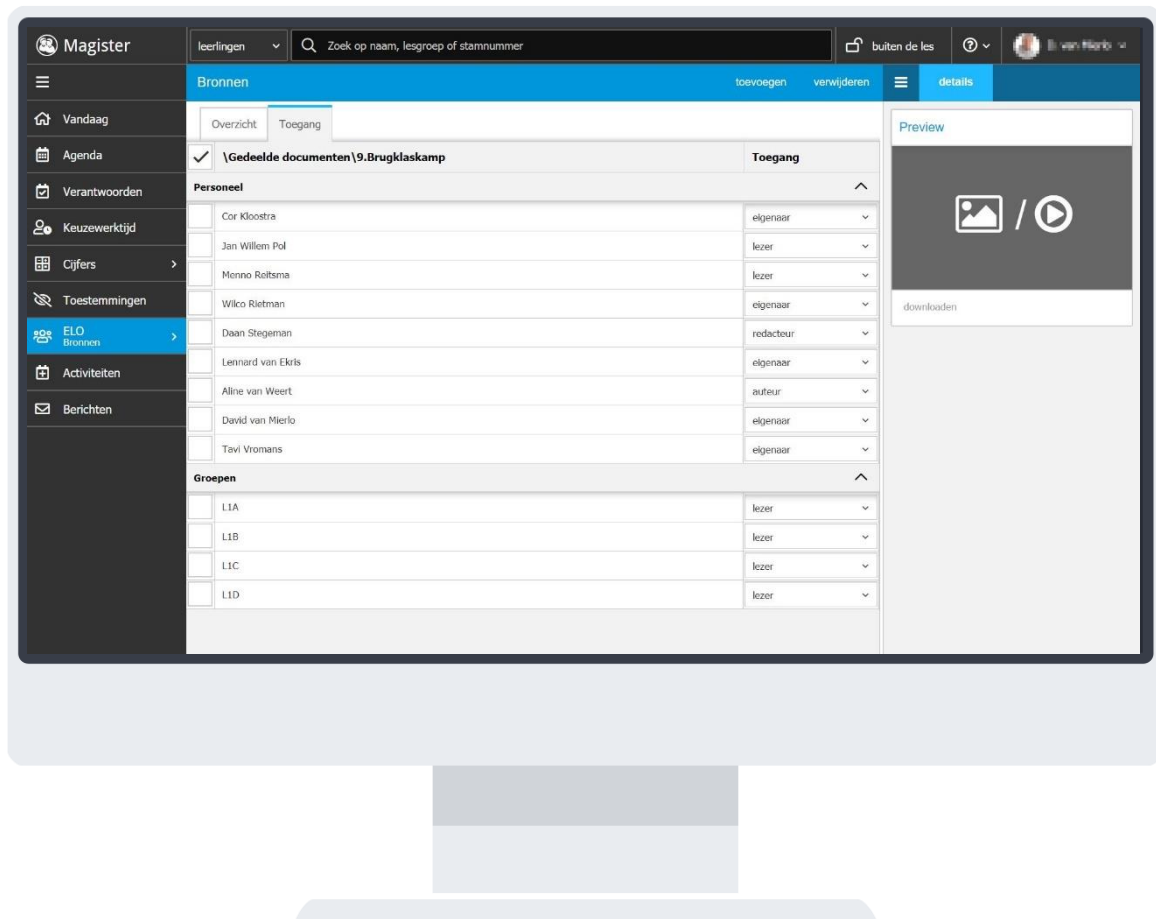 Magister
leerlingen
Zoek op naam, lesgroep of stamnummer
buiten de les
Bronnen
toevoegen
verwijderen
details
Vandaag
Agenda
Verantwoorden
Keuzewerktijd
Cijfers
Toestemmingen
ELO
Bronnen
Activiteiten
Berichten
Overzicht
Toegang
\Gedeelde documenten\9.Brugklaskamp Toegang
Personeel
Cor Kloostra eigenaar
Jan Willem Pol lezer
Menno Reitsma lezer
Wilco Rietman eigenaar
Daan Stegeman redacteur
Lennard van Ekris eigenaar
Aline van Weert auteur
David van Mierlo eigenaar
Tavi Vromans eigenaar
Groepen
L1A lezer
L1B lezer
L1C lezer
L1D lezer
Preview
downloaden